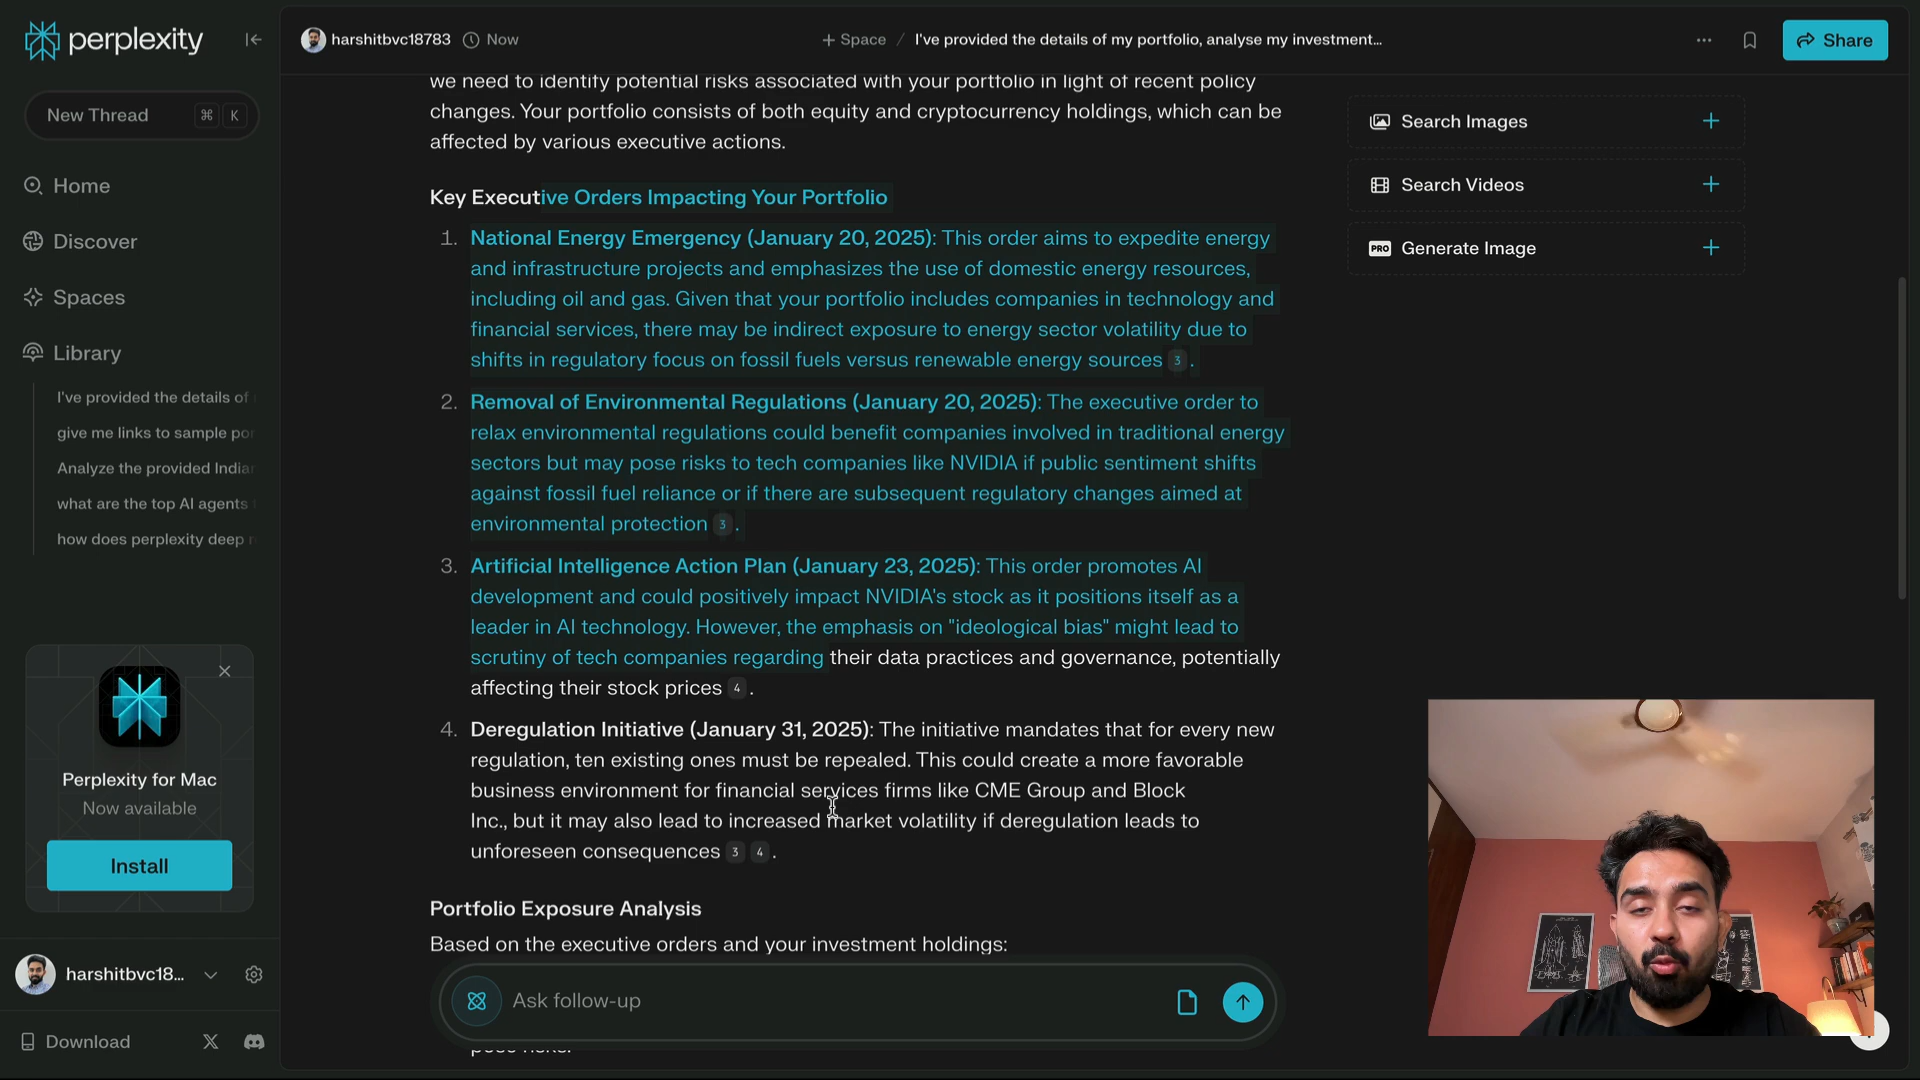 perplexity
New Thread
⌘ K
Home
Discover
Spaces
Library
I've provided the details of
give me links to sample por
Analyze the provided Indian
what are the top AI agents
how does perplexity deep
Perplexity for Mac
Now available
Install
harshitbvc18...
Download
harshitbvc18783 Now
+ Space / I've provided the details of my portfolio, analyse my investment...
Share
we need to identify potential risks associated with your portfolio in light of recent policy
changes. Your portfolio consists of both equity and cryptocurrency holdings, which can be
affected by various executive actions.
Key Executive Orders Impacting Your Portfolio
1. National Energy Emergency (January 20, 2025): This order aims to expedite energy
and infrastructure projects and emphasizes the use of domestic energy resources,
including oil and gas. Given that your portfolio includes companies in technology and
financial services, there may be indirect exposure to energy sector volatility due to
shifts in regulatory focus on fossil fuels versus renewable energy sources 3 .
2. Removal of Environmental Regulations (January 20, 2025): The executive order to
relax environmental regulations could benefit companies involved in traditional energy
sectors but may pose risks to tech companies like NVIDIA if public sentiment shifts
against fossil fuel reliance or if there are subsequent regulatory changes aimed at
environmental protection 3 .
3. Artificial Intelligence Action Plan (January 23, 2025): This order promotes AI
development and could positively impact NVIDIA's stock as it positions itself as a
leader in AI technology. However, the emphasis on "ideological bias" might lead to
scrutiny of tech companies regarding their data practices and governance, potentially
affecting their stock prices 4 .
4. Deregulation Initiative (January 31, 2025): The initiative mandates that for every new
regulation, ten existing ones must be repealed. This could create a more favorable
business environment for financial services firms like CME Group and Block
Inc., but it may also lead to increased market volatility if deregulation leads to
unforeseen consequences 3 4 .
Portfolio Exposure Analysis
Based on the executive orders and your investment holdings:
Ask follow-up
pose risks.
Search Images
Search Videos
PRO Generate Image